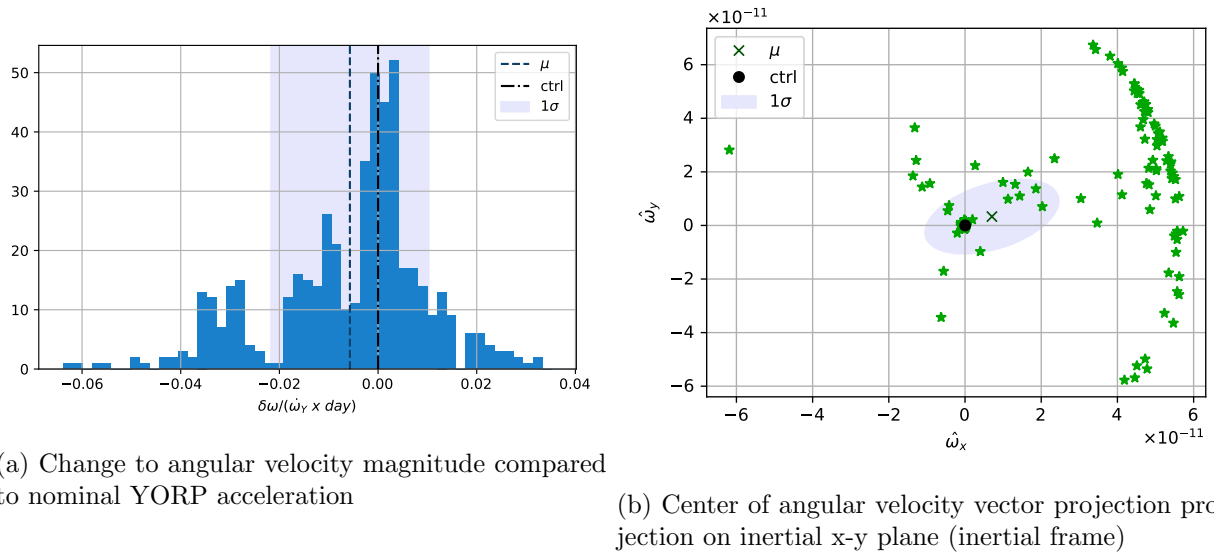 50
40
30
20
10
0
−0.06
−0.04
−0.02
0.00
0.02
0.04
δω/(ω̇_Y x day)
μ
ctrl
1σ
(a) Change to angular velocity magnitude compared
to nominal YORP acceleration
×10⁻¹¹
6
4
2
0
−2
−4
−6
ω̂_y
μ
ctrl
1σ
−6
−4
−2
0
2
4
6
×10⁻¹¹
ω̂_x
(b) Center of angular velocity vector projection pro
jection on inertial x-y plane (inertial frame)